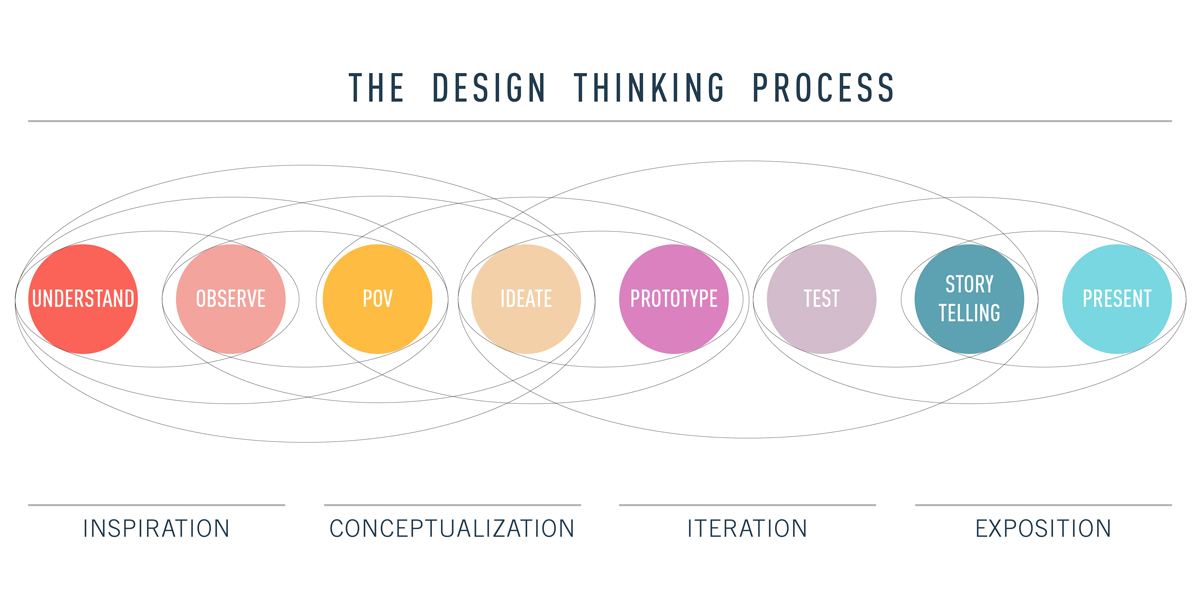 THE DESIGN THINKING PROCESS
UNDERSTAND
OBSERVE
POV
IDEATE
PROTOTYPE
TEST
STORY
TELLING
PRESENT
INSPIRATION
CONCEPTUALIZATION
ITERATION
EXPOSITION